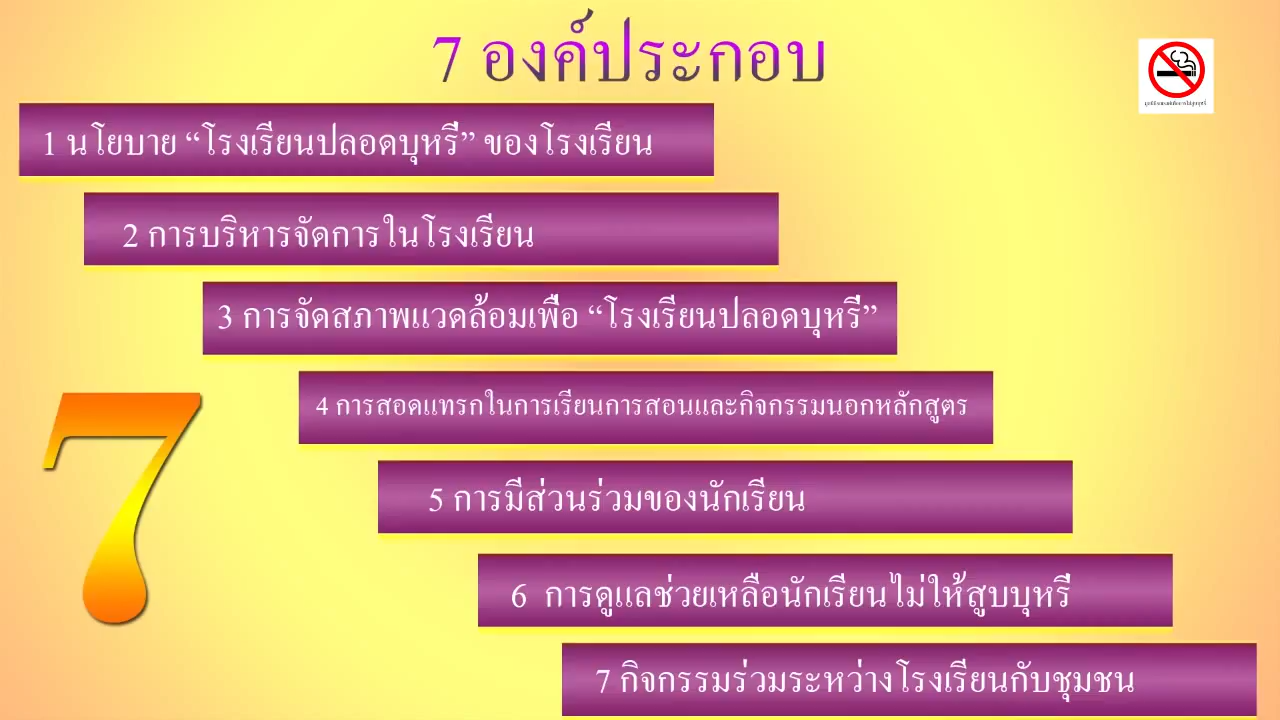 7 องค์ประกอบ
1 นโยบาย “โรงเรียนปลอดบุหรี่” ของโรงเรียน
2 การบริหารจัดการในโรงเรียน
3 การจัดสภาพแวดล้อมเพื่อ “โรงเรียนปลอดบุหรี่”
4 การสอดแทรกในการเรียนการสอนและกิจกรรมนอกหลักสูตร
7
5 การมีส่วนร่วมของนักเรียน
6 การดูแลช่วยเหลือนักเรียนไม่ให้สูบบุหรี่
7 กิจกรรมร่วมระหว่างโรงเรียนกับชุมชน